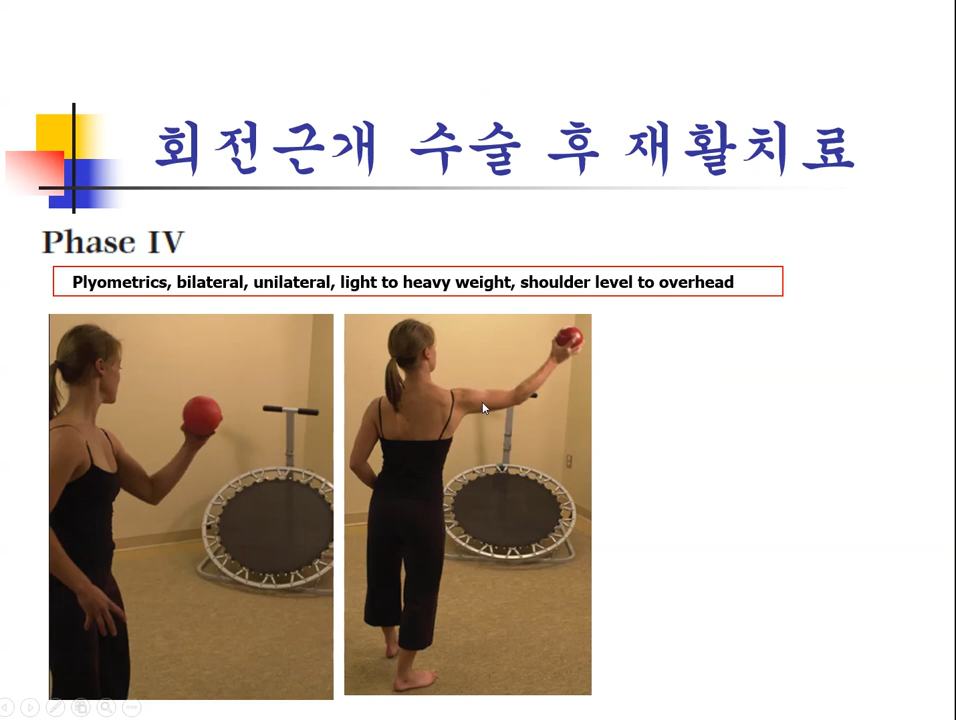 회전근개 수술 후 재활치료
Phase IV
Plyometrics, bilateral, unilateral, light to heavy weight, shoulder level to overhead